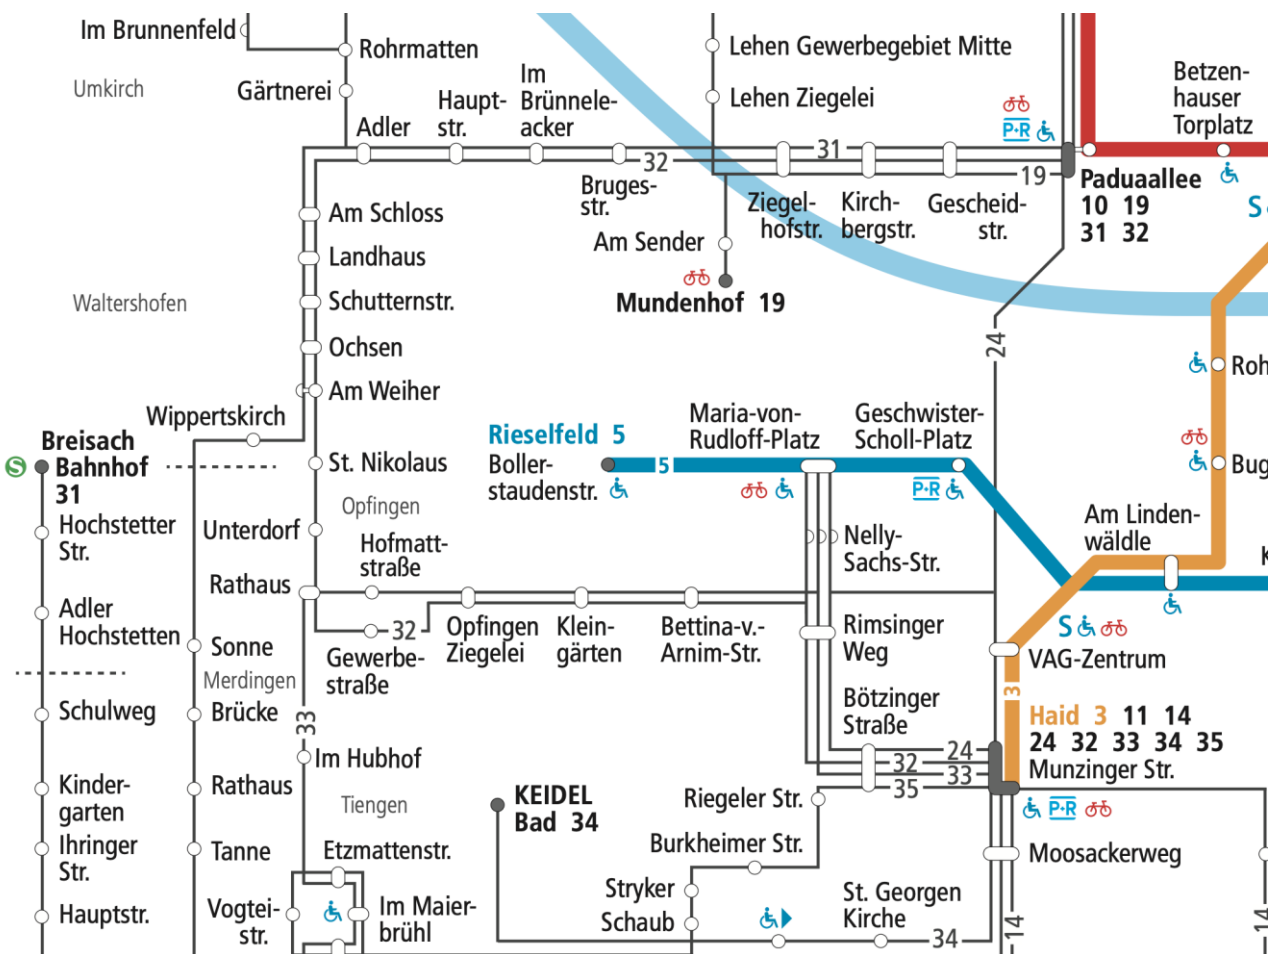 Im Brunnenfeld
Rohrmatten
Umkirch
Gärtnerei
Adler
Haupt-
str.
Im
Brünnele-
acker
Lehen Gewerbegebiet Mitte
Lehen Ziegelei
P+R
Betzen-
hauser
Torplatz
32
31
19
Bruges-
str.
Ziegel-
hofstr.
Kirch-
bergstr.
Gescheid-
str.
Paduaallee
10 19
31 32
S
Am Sender
Mundenhof 19
Am Schloss
Landhaus
Waltershofen
Schutternstr.
Ochsen
Am Weiher
24
Roh
Wippertskirch
Breisach
Bahnhof
31
S
St. Nikolaus
Opfingen
Rieselfeld 5
Boller-
staudenstr.
5
Maria-von-
Rudloff-Platz
Geschwister-
Scholl-Platz
P+R
Bug
Hochstetter
Str.
Unterdorf
Hofmatt-
straße
Nelly-
Sachs-Str.
Am Linden-
wäldle
K
Rathaus
Adler
Hochstetten
32
Gewerbe-
straße
Opfingen
Ziegelei
Klein-
gärten
Bettina-v.-
Arnim-Str.
Rimsinger
Weg
S
VAG-Zentrum
Sonne
Merdingen
Schulweg
Brücke
33
Bötzinger
Straße
3
Haid 3 11 14
24 32 33 34 35
Munzinger Str.
P+R
24
32
33
35
Im Hubhof
Kinder-
garten
Rathaus
Tiengen
KEIDEL
Bad 34
Riegeler Str.
Ihringer
Str.
Tanne
Etzmattenstr.
Burkheimer Str.
Moosackerweg
Hauptstr.
Vogtei-
str.
Im Maier-
brühl
Stryker
Schaub
St. Georgen
Kirche
34
14
14